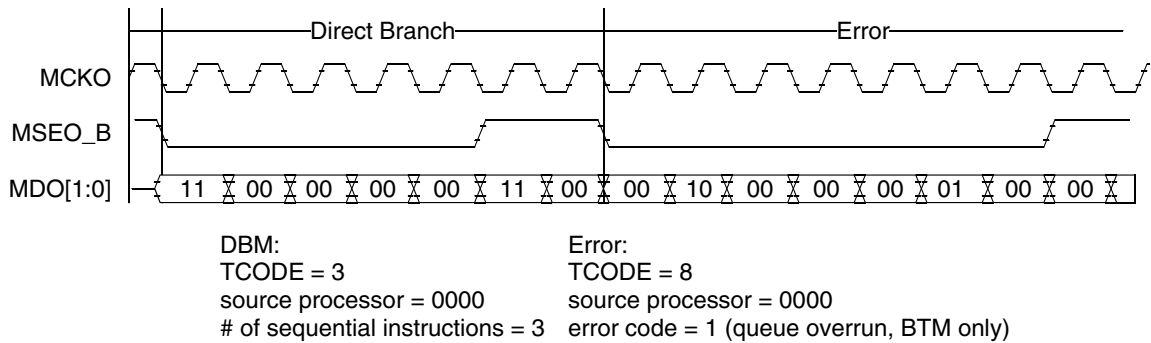 Direct Branch Error
MCKO
MSEO_B
MDO[1:0] 11 00 00 00 00 11 00 00 10 00 00 00 01 00 00
DBM:
TCODE = 3
source processor = 0000
# of sequential instructions = 3
Error:
TCODE = 8
source processor = 0000
error code = 1 (queue overrun, BTM only)